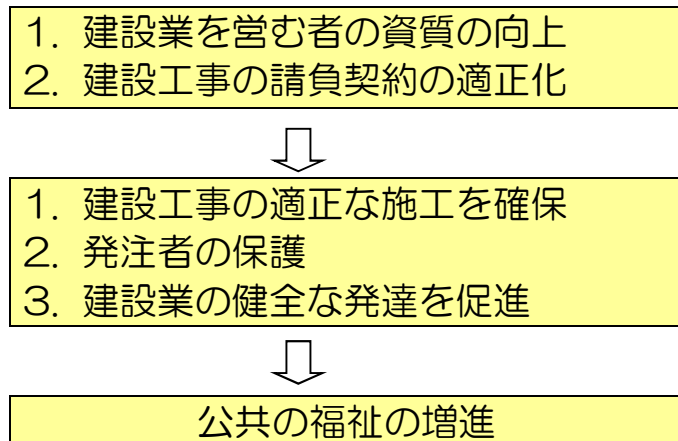 1. 建設業を営む者の資質の向上
2. 建設工事の請負契約の適正化
1. 建設工事の適正な施工を確保
2. 発注者の保護
3. 建設業の健全な発達を促進
公共の福祉の増進